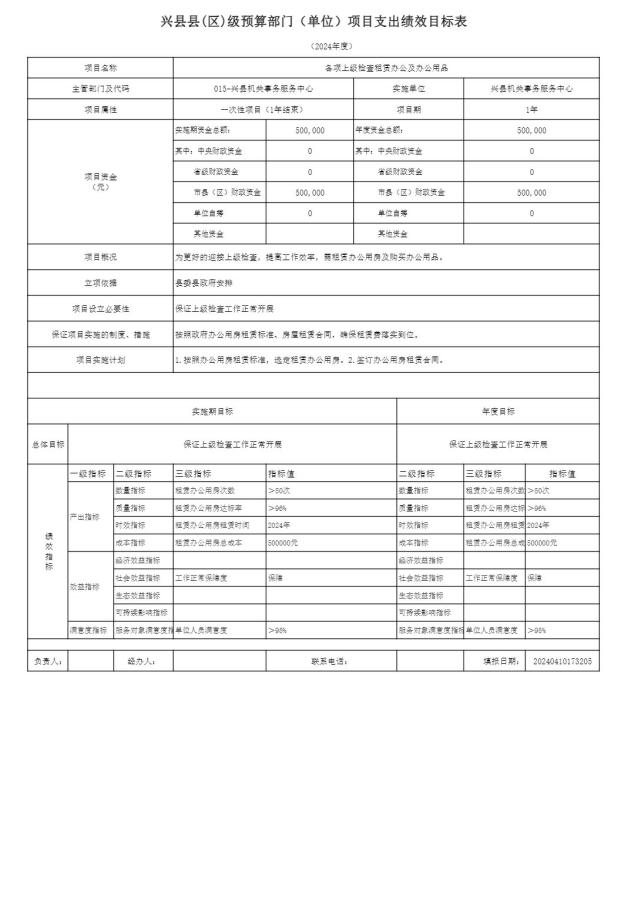 兴县县(区)级预算部门（单位）项目支出绩效目标表
（2024年度）
项目名称 各项上级检查租赁办公及办公用品
主管部门及代码 015-兴县机关事务服务中心 实施单位 兴县机关事务服务中心
项目属性 一次性项目（1年结束） 项目期 1年
项目资金
（元）
实施期资金总额： 500,000 年度资金总额： 500,000
其中：中央财政资金 0 其中：中央财政资金 0
省级财政资金 0 省级财政资金 0
市县（区）财政资金 500,000 市县（区）财政资金 500,000
单位自筹 0 单位自筹 0
其他资金 其他资金
项目概况 为更好的迎接上级检查，提高工作效率，需租赁办公用房及购买办公用品。
立项依据 县委县政府安排
项目设立必要性 保证上级检查工作正常开展
保证项目实施的制度、措施 按照政府办公用房租赁标准、房屋租赁合同，确保租赁费落实到位。
项目实施计划 1.按照办公用房租赁标准，选定租赁办公用房。2.签订办公用房租赁合同。
实施期目标 年度目标
总体目标 保证上级检查工作正常开展 保证上级检查工作正常开展
绩效指标
一级指标 二级指标 三级指标 指标值 二级指标 三级指标 指标值
产出指标
数量指标 租赁办公用房次数 ＞50次 数量指标 租赁办公用房次数 ＞50次
质量指标 租赁办公用房达标率 ＞96% 质量指标 租赁办公用房达标 ＞96%
时效指标 租赁办公用房租赁时间 2024年 时效指标 租赁办公用房租赁 2024年
成本指标 租赁办公用房总成本 500000元 成本指标 租赁办公用房总成 500000元
效益指标
经济效益指标 经济效益指标
社会效益指标 工作正常保障度 保障 社会效益指标 工作正常保障度 保障
生态效益指标 生态效益指标
可持续影响指标 可持续影响指标
满意度指标 服务对象满意度指 单位人员满意度 ＞98% 服务对象满意度指标 单位人员满意度 ＞98%
负责人： 经办人： 联系电话： 填报日期： 20240410173205